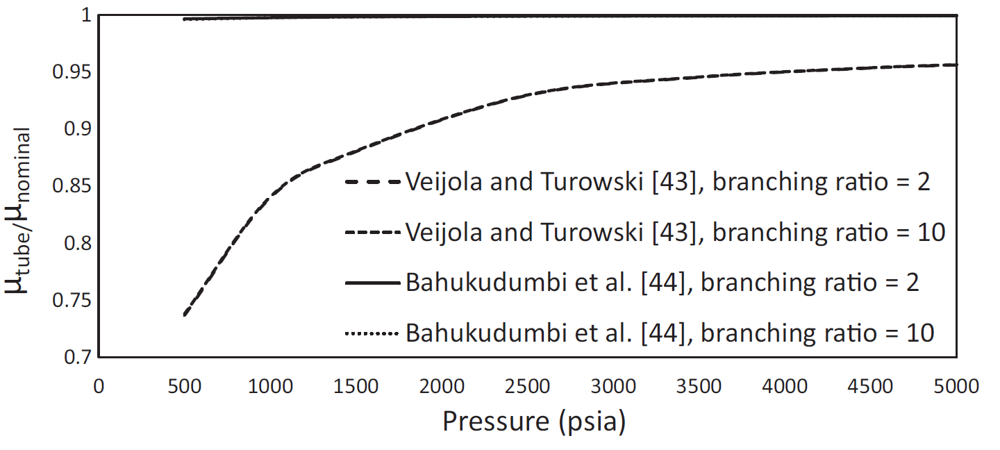 1
0.95
0.9
0.85
0.8
0.75
0.7
μtube/μnominal
Veijola and Turowski [43], branching ratio = 2
Veijola and Turowski [43], branching ratio = 10
Bahukudumbi et al. [44], branching ratio = 2
Bahukudumbi et al. [44], branching ratio = 10
0 500 1000 1500 2000 2500 3000 3500 4000 4500 5000
Pressure (psia)